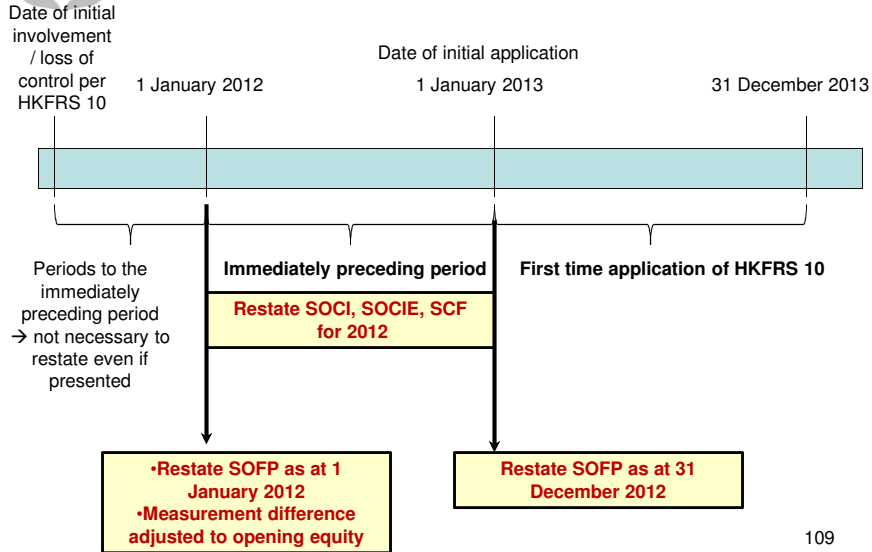 Date of initial
involvement
/ loss of
control per
HKFRS 10
1 January 2012
Date of initial application
1 January 2013
31 December 2013
Periods to the
immediately
preceding period
→ not necessary to
restate even if
presented
Immediately preceding period
First time application of HKFRS 10
Restate SOCI, SOCIE, SCF
for 2012
•Restate SOFP as at 1
January 2012
•Measurement difference
adjusted to opening equity
Restate SOFP as at 31
December 2012
109